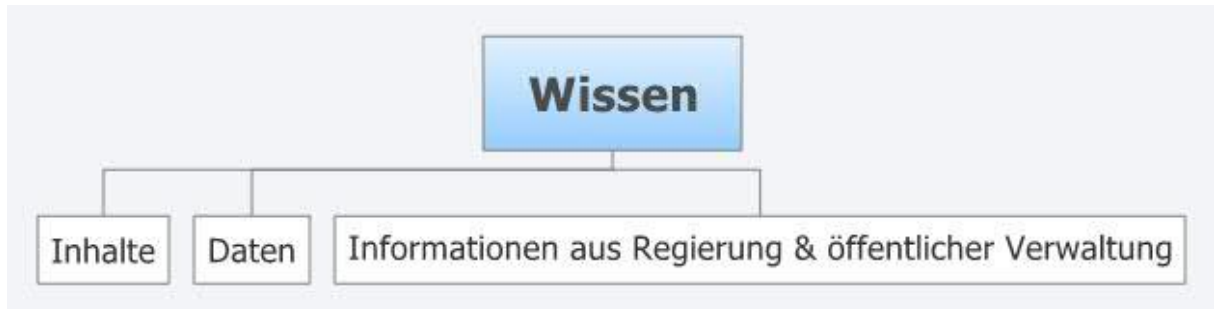 Wissen
Inhalte
Daten
Informationen aus Regierung & öffentlicher Verwaltung